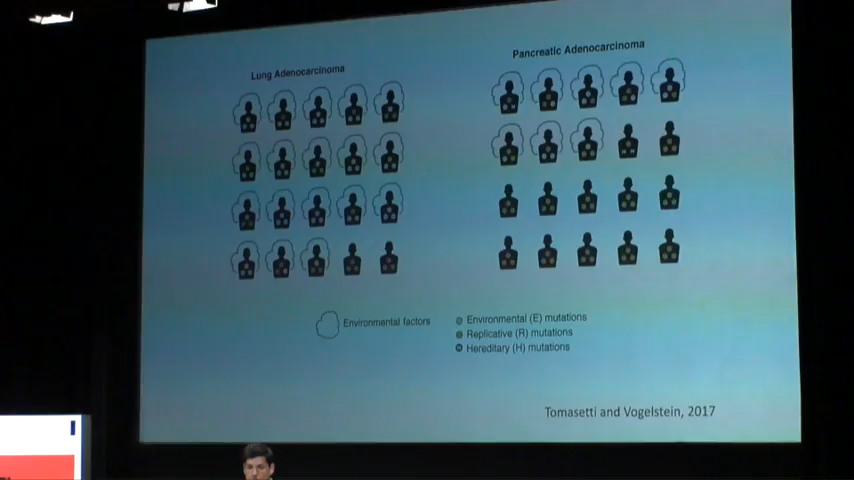 Lung Adenocarcinoma
Pancreatic Adenocarcinoma
Environmental factors
Environmental (E) mutations
Replicative (R) mutations
Hereditary (H) mutations
Tomasetti and Vogelstein, 2017